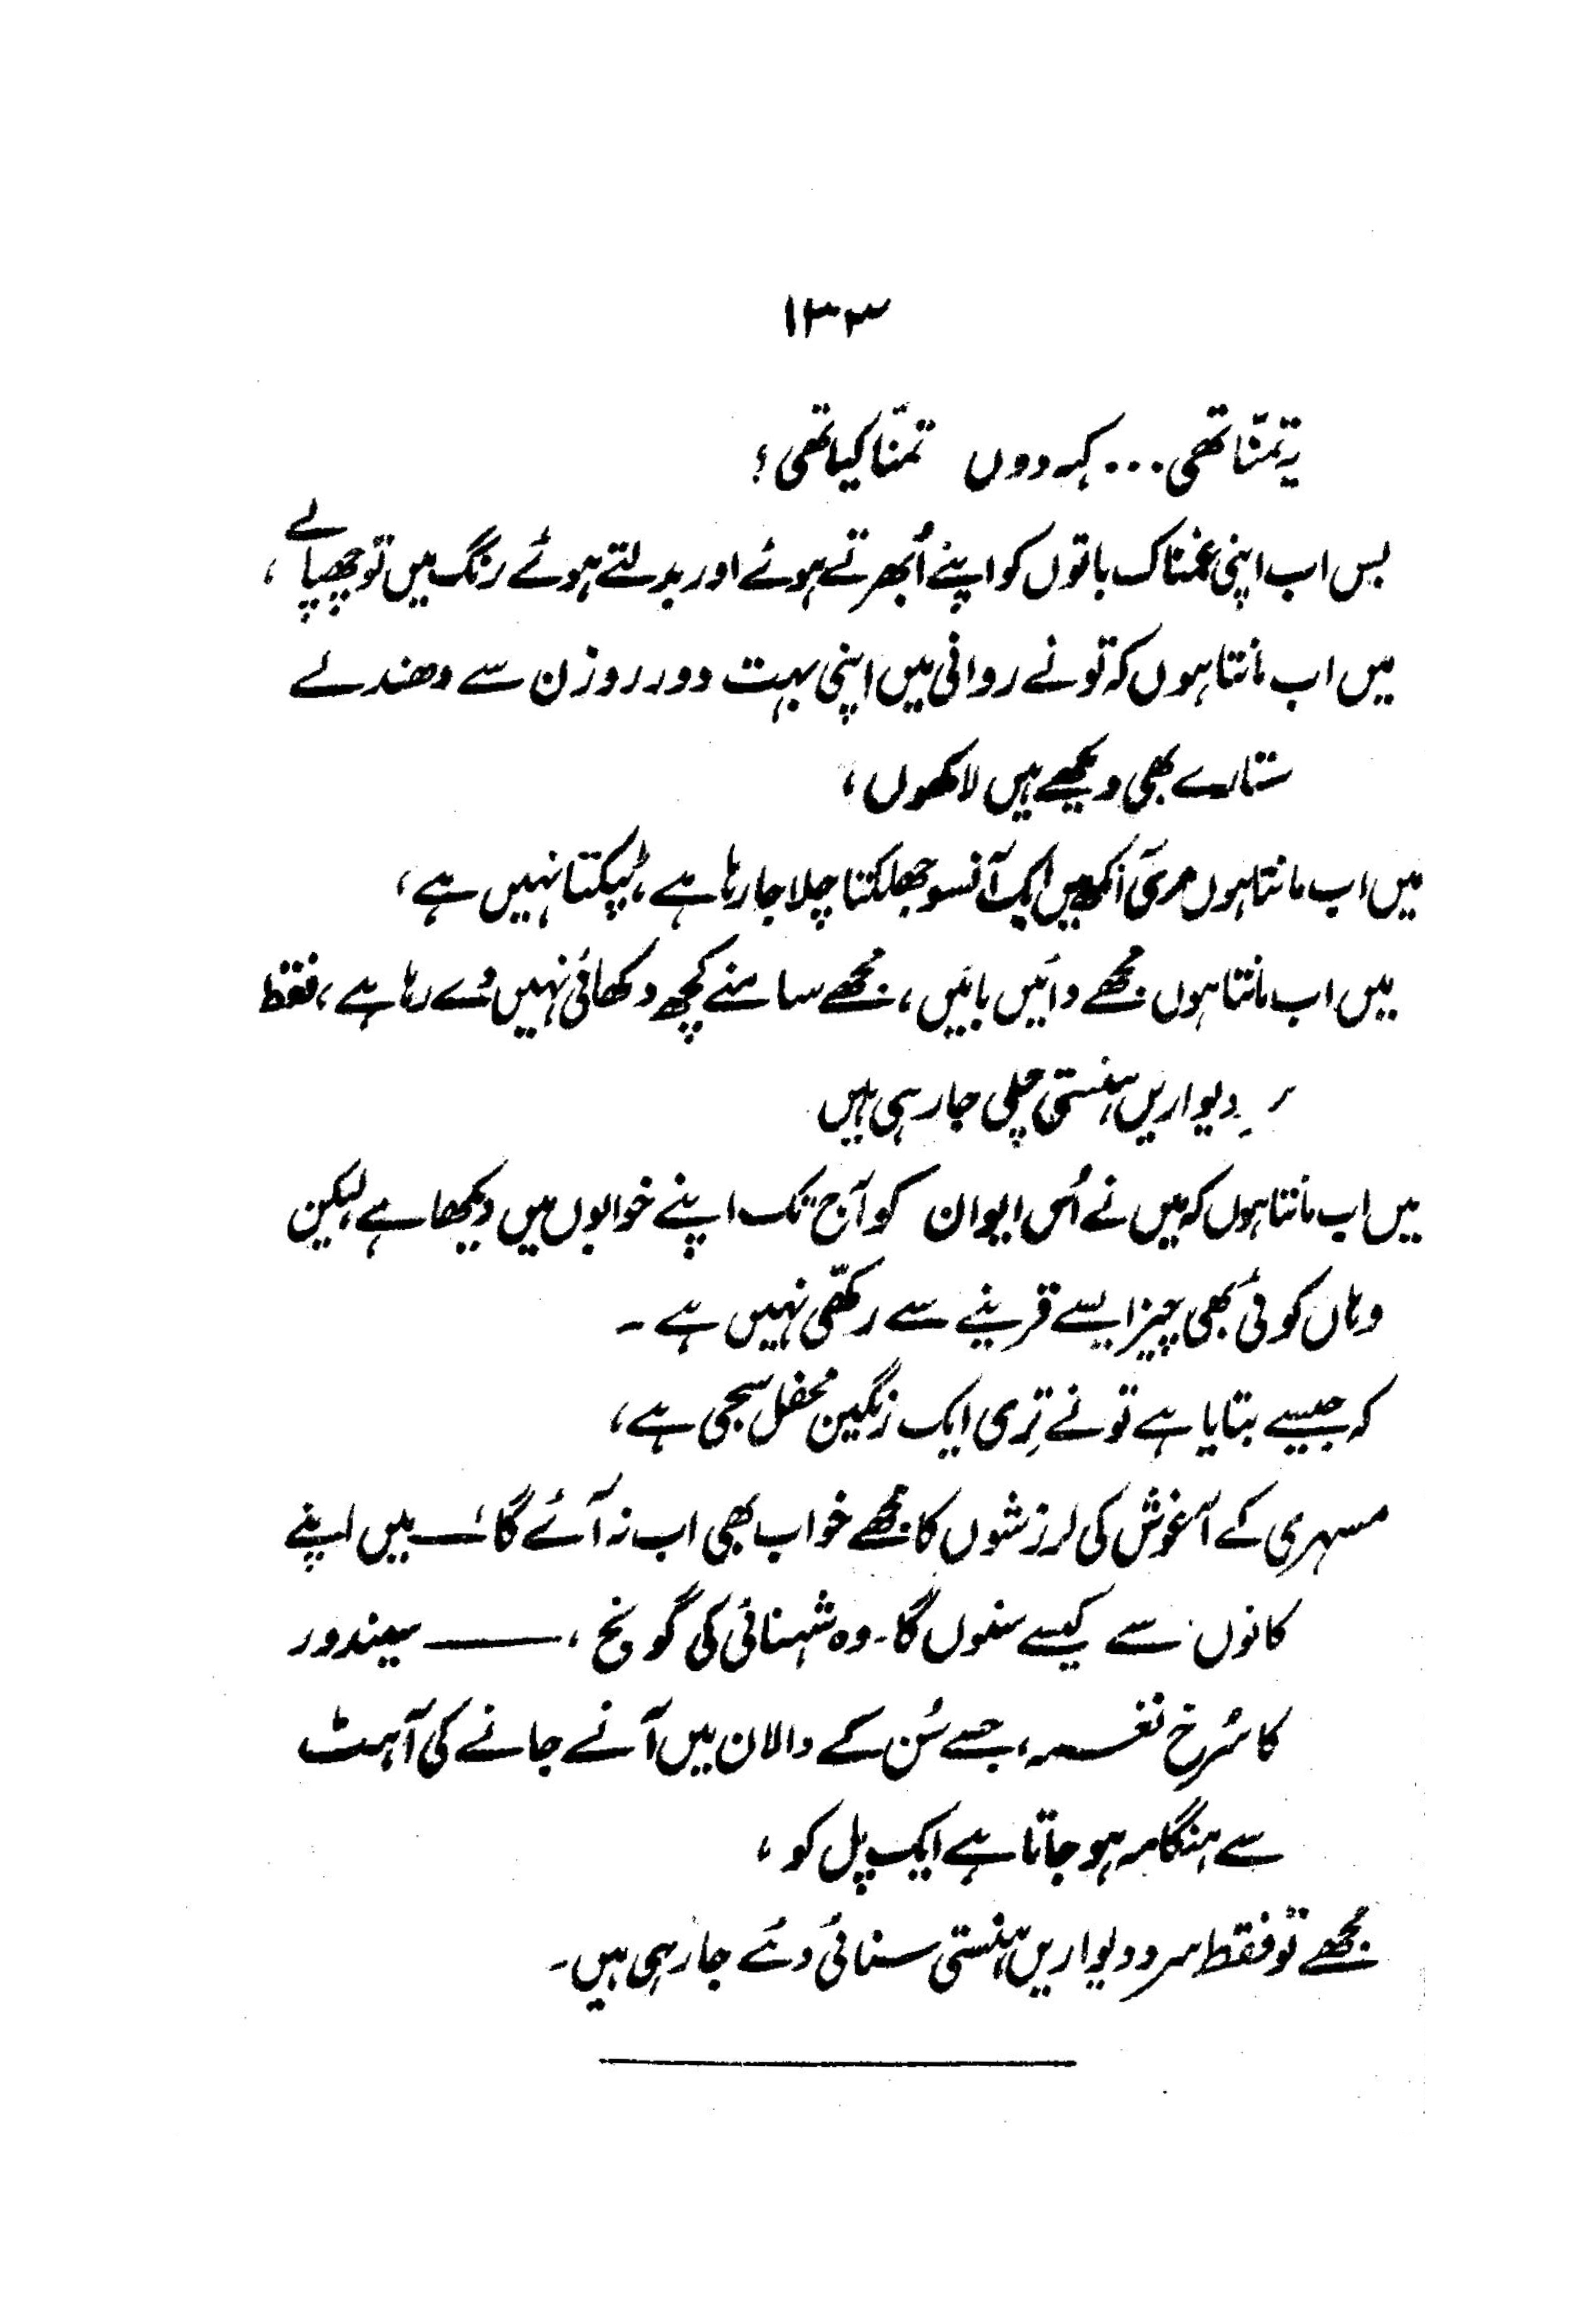 ۱۳۳
یہ تمنّا تھی ... کہہ دوں تمنّا کیا تھی؟
بس اب اپنی غمناک باتوں کو اپنے اُبھرتے ہوئے اور بدلتے ہوئے رنگ میں تو چھپا لے،
میں اب مانتا ہوں کہ تو نے روانی میں اپنی بہت دور روزن سے دھندلے
ستارے بھی دیکھے ہیں لاکھوں،
میں اب مانتا ہوں مری آنکھ میں ایک آنسو جھلکتا چلا جا رہا ہے، ٹپکتا نہیں ہے،
میں اب مانتا ہوں مجھے دائیں بائیں، مجھے سامنے کچھ دکھائی نہیں دے رہا ہے، فقط
دیواریں ہنستی چلی جا رہی ہیں
میں اب مانتا ہوں کہ میں نے اُس ایوان کو آج تک اپنے خوابوں میں دیکھا ہے لیکن
وہاں کوئی بھی چیز ایسے قرینے سے رکھّی نہیں ہے۔
کہ جیسے بتایا ہے تو نے تِری ایک رنگین محفل سجی ہے،
مسہری کے آغوش کی لرزشوں کا مجھے خواب بھی اب نہ آئے گا — میں اپنے
کانوں سے کیسے سنوں گا۔ وہ شہنائی کی گونج، —— سیندور
کا سُرخ نغمہ، جسے سُن کے دالان میں آنے جانے کی آہٹ
سے ہنگامہ ہو جاتا ہے ایک پل کو،
مجھے تو فقط سرد دیواریں ہنستی سنائی دئے جا رہی ہیں۔